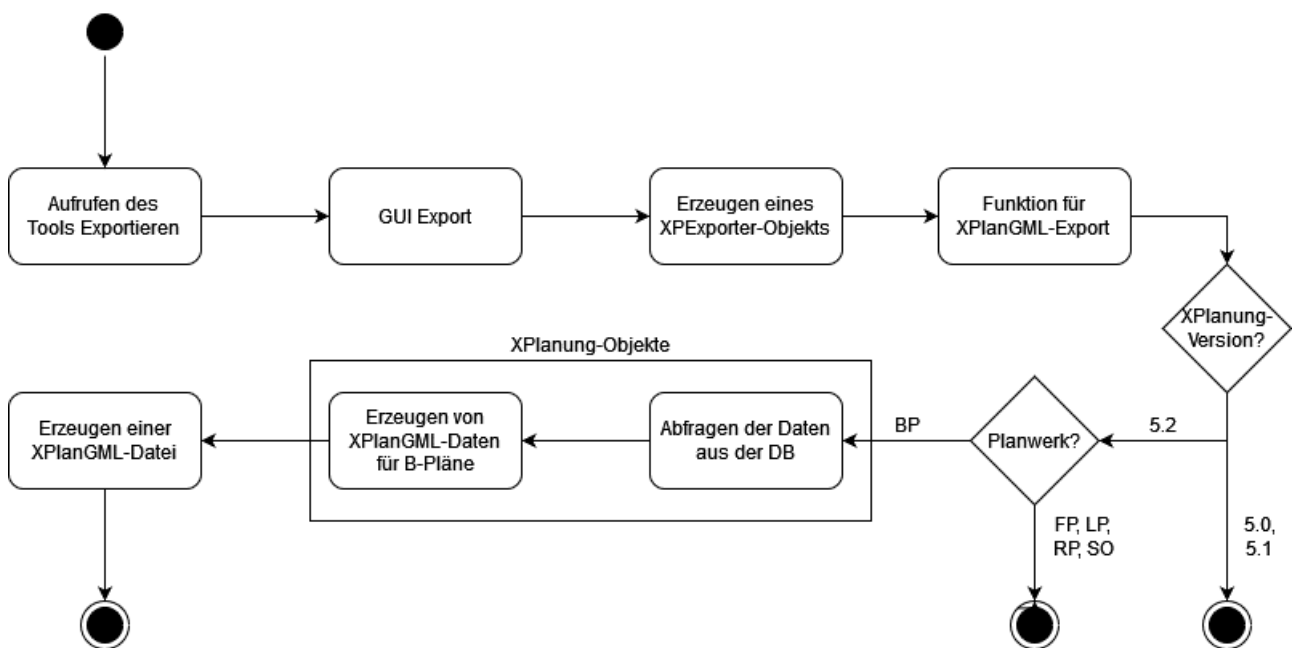 Aufrufen des
Tools Exportieren
GUI Export
Erzeugen eines
XPExporter-Objekts
Funktion für
XPlanGML-Export
XPlanung-
Version?
XPlanung-Objekte
Erzeugen einer
XPlanGML-Datei
Erzeugen von
XPlanGML-Daten
für B-Pläne
Abfragen der Daten
aus der DB
BP
Planwerk?
5.2
FP, LP,
RP, SO
5.0,
5.1